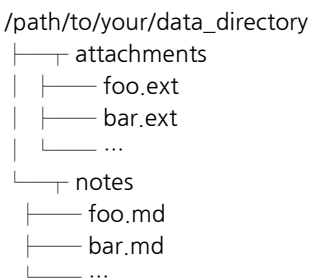 /path/to/your/data_directory
├─┬ attachments
│ ├── foo.ext
│ ├── bar.ext
│ └── …
└─┬ notes
├── foo.md
├── bar.md
└── …